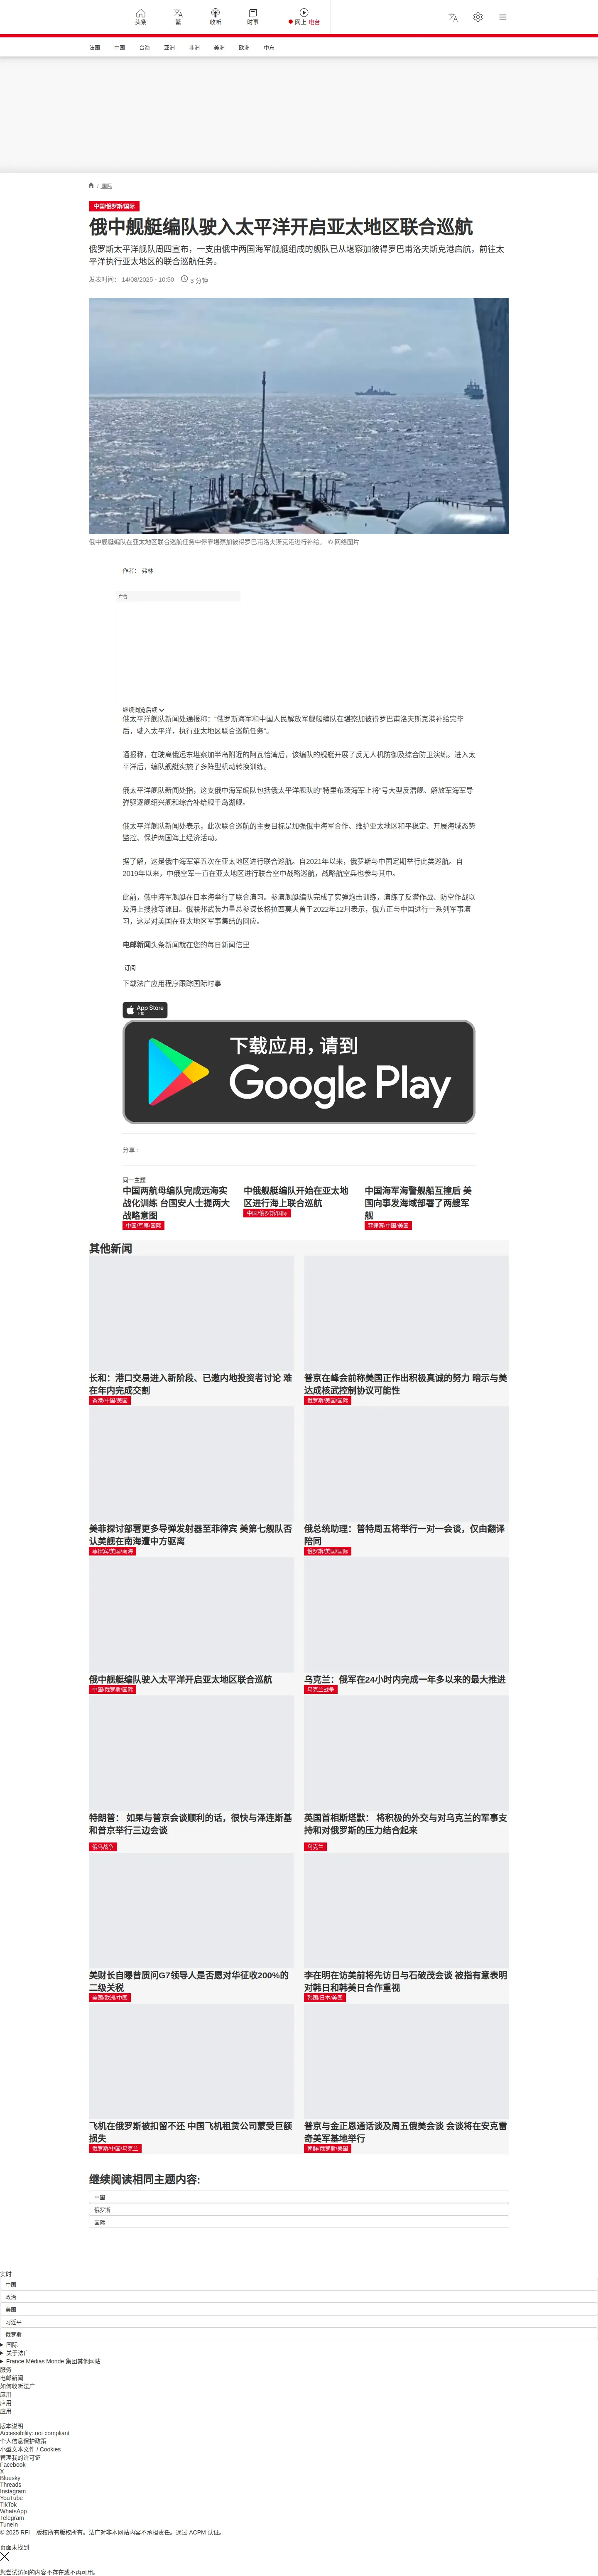 头条
繁
收听
时事
网上 电台
法国 中国 台海 亚洲 非洲 美洲 欧洲 中东
/ 国际
中国/俄罗斯/国际
俄中舰艇编队驶入太平洋开启亚太地区联合巡航
俄罗斯太平洋舰队周四宣布，一支由俄中两国海军舰艇组成的舰队已从堪察加彼得罗巴甫洛夫斯克港启航，前往太
平洋执行亚太地区的联合巡航任务。
发表时间： 14/08/2025 - 10:50 3 分钟
俄中舰艇编队在亚太地区联合巡航任务中停靠堪察加彼得罗巴甫洛夫斯克港进行补给。 © 网络图片
作者： 弗林
广告
继续浏览后续
俄太平洋舰队新闻处通报称：“俄罗斯海军和中国人民解放军舰艇编队在堪察加彼得罗巴甫洛夫斯克港补给完毕
后，驶入太平洋，执行亚太地区联合巡航任务”。
通报称，在驶离俄远东堪察加半岛附近的阿瓦恰湾后，该编队的舰艇开展了反无人机防御及综合防卫演练。进入太
平洋后，编队舰艇实施了多阵型机动转换训练。
俄太平洋舰队新闻处指，这支俄中海军编队包括俄太平洋舰队的“特里布茨海军上将”号大型反潜舰、解放军海军导
弹驱逐舰绍兴舰和综合补给舰千岛湖舰。
俄太平洋舰队新闻处表示，此次联合巡航的主要目标是加强俄中海军合作、维护亚太地区和平稳定、开展海域态势
监控、保护两国海上经济活动。
据了解，这是俄中海军第五次在亚太地区进行联合巡航。自2021年以来，俄罗斯与中国定期举行此类巡航。自
2019年以来，中俄空军一直在亚太地区进行联合空中战略巡航，战略航空兵也参与其中。
此前，俄中海军舰艇在日本海举行了联合演习。参演舰艇编队完成了实弹炮击训练，演练了反潜作战、防空作战以
及海上搜救等课目。俄联邦武装力量总参谋长格拉西莫夫曾于2022年12月表示，俄方正与中国进行一系列军事演
习，这是对美国在亚太地区军事集结的回应。
电邮新闻头条新闻就在您的每日新闻信里
订阅
下载法广应用程序跟踪国际时事
App Store
下载
下载应用，请到
Google Play
分享 :
同一主题
中国两航母编队完成远海实
战化训练 台国安人士提两大
战略意图
中国/军事/国际
中俄舰艇编队开始在亚太地
区进行海上联合巡航
中国/俄罗斯/国际
中国海军海警舰船互撞后 美
国向事发海域部署了两艘军
舰
菲律宾/中国/美国
其他新闻
长和：港口交易进入新阶段、已邀内地投资者讨论 难
在年内完成交割
香港/中国/美国
普京在峰会前称美国正作出积极真诚的努力 暗示与美
达成核武控制协议可能性
俄罗斯/美国/国际
美菲探讨部署更多导弹发射器至菲律宾 美第七舰队否
认美舰在南海遭中方驱离
菲律宾/美国/南海
俄总统助理：普特周五将举行一对一会谈，仅由翻译
陪同
俄罗斯/美国/国际
俄中舰艇编队驶入太平洋开启亚太地区联合巡航
中国/俄罗斯/国际
乌克兰：俄军在24小时内完成一年多以来的最大推进
乌克兰战争
特朗普： 如果与普京会谈顺利的话，很快与泽连斯基
和普京举行三边会谈
俄乌战争
英国首相斯塔默： 将积极的外交与对乌克兰的军事支
持和对俄罗斯的压力结合起来
乌克兰
美财长自曝曾质问G7领导人是否愿对华征收200%的
二级关税
美国/欧洲/中国
李在明在访美前将先访日与石破茂会谈 被指有意表明
对韩日和韩美日合作重视
韩国/日本/美国
飞机在俄罗斯被扣留不还 中国飞机租赁公司蒙受巨额
损失
俄罗斯/中国/乌克兰
普京与金正恩通话谈及周五俄美会谈 会谈将在安克雷
奇美军基地举行
朝鲜/俄罗斯/美国
继续阅读相同主题内容:
中国
俄罗斯
国际
实时
中国
政治
美国
习近平
俄罗斯
国际
关于法广
France Médias Monde 集团其他网站
服务
电邮新闻
如何收听法广
应用
应用
应用
版本说明
Accessibility: not compliant
个人信息保护政策
小型文本文件 / Cookies
管理我的许可证
Facebook
X
Bluesky
Threads
Instagram
YouTube
TikTok
WhatsApp
Telegram
TuneIn
© 2025 RFI – 版权所有版权所有。法广对非本网站内容不承担责任。通过 ACPM 认证。
页面未找到
您尝试访问的内容不存在或不再可用。